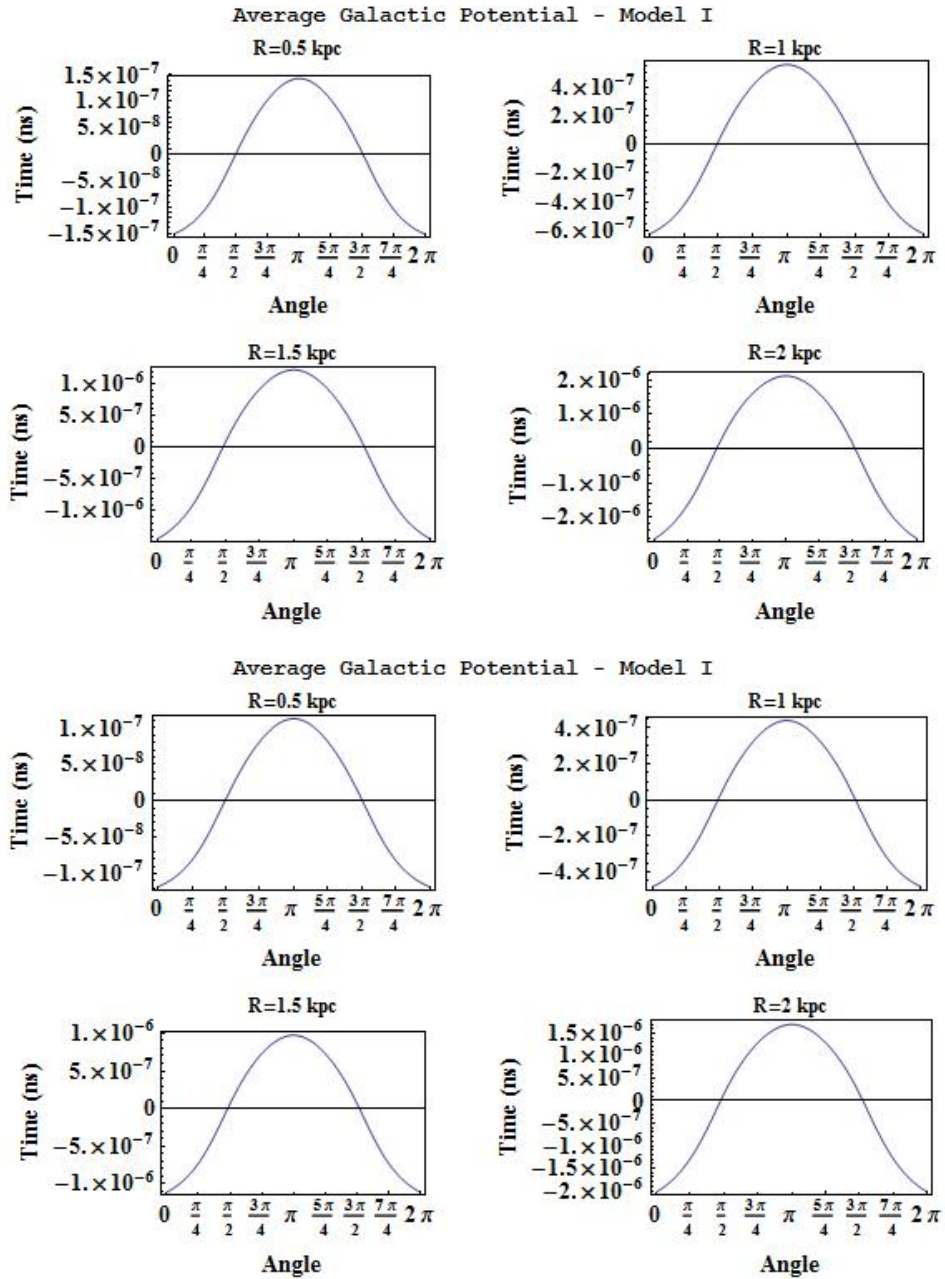 Average Galactic Potential - Model I
R=0.5 kpc
Time (ns)
1.5×10⁻⁷
1.×10⁻⁷
5.×10⁻⁸
0
−5.×10⁻⁸
−1.×10⁻⁷
−1.5×10⁻⁷
0 π/4 π/2 3π/4 π 5π/4 3π/2 7π/4 2π
Angle
R=1 kpc
Time (ns)
4.×10⁻⁷
2.×10⁻⁷
0
−2.×10⁻⁷
−4.×10⁻⁷
−6.×10⁻⁷
0 π/4 π/2 3π/4 π 5π/4 3π/2 7π/4 2π
Angle
R=1.5 kpc
Time (ns)
1.×10⁻⁶
5.×10⁻⁷
0
−5.×10⁻⁷
−1.×10⁻⁶
0 π/4 π/2 3π/4 π 5π/4 3π/2 7π/4 2π
Angle
R=2 kpc
Time (ns)
2.×10⁻⁶
1.×10⁻⁶
0
−1.×10⁻⁶
−2.×10⁻⁶
0 π/4 π/2 3π/4 π 5π/4 3π/2 7π/4 2π
Angle
Average Galactic Potential - Model I
R=0.5 kpc
Time (ns)
1.×10⁻⁷
5.×10⁻⁸
0
−5.×10⁻⁸
−1.×10⁻⁷
0 π/4 π/2 3π/4 π 5π/4 3π/2 7π/4 2π
Angle
R=1 kpc
Time (ns)
4.×10⁻⁷
2.×10⁻⁷
0
−2.×10⁻⁷
−4.×10⁻⁷
0 π/4 π/2 3π/4 π 5π/4 3π/2 7π/4 2π
Angle
R=1.5 kpc
Time (ns)
1.×10⁻⁶
5.×10⁻⁷
0
−5.×10⁻⁷
−1.×10⁻⁶
0 π/4 π/2 3π/4 π 5π/4 3π/2 7π/4 2π
Angle
R=2 kpc
Time (ns)
1.5×10⁻⁶
1.×10⁻⁶
5.×10⁻⁷
0
−5.×10⁻⁷
−1.×10⁻⁶
−1.5×10⁻⁶
−2.×10⁻⁶
0 π/4 π/2 3π/4 π 5π/4 3π/2 7π/4 2π
Angle